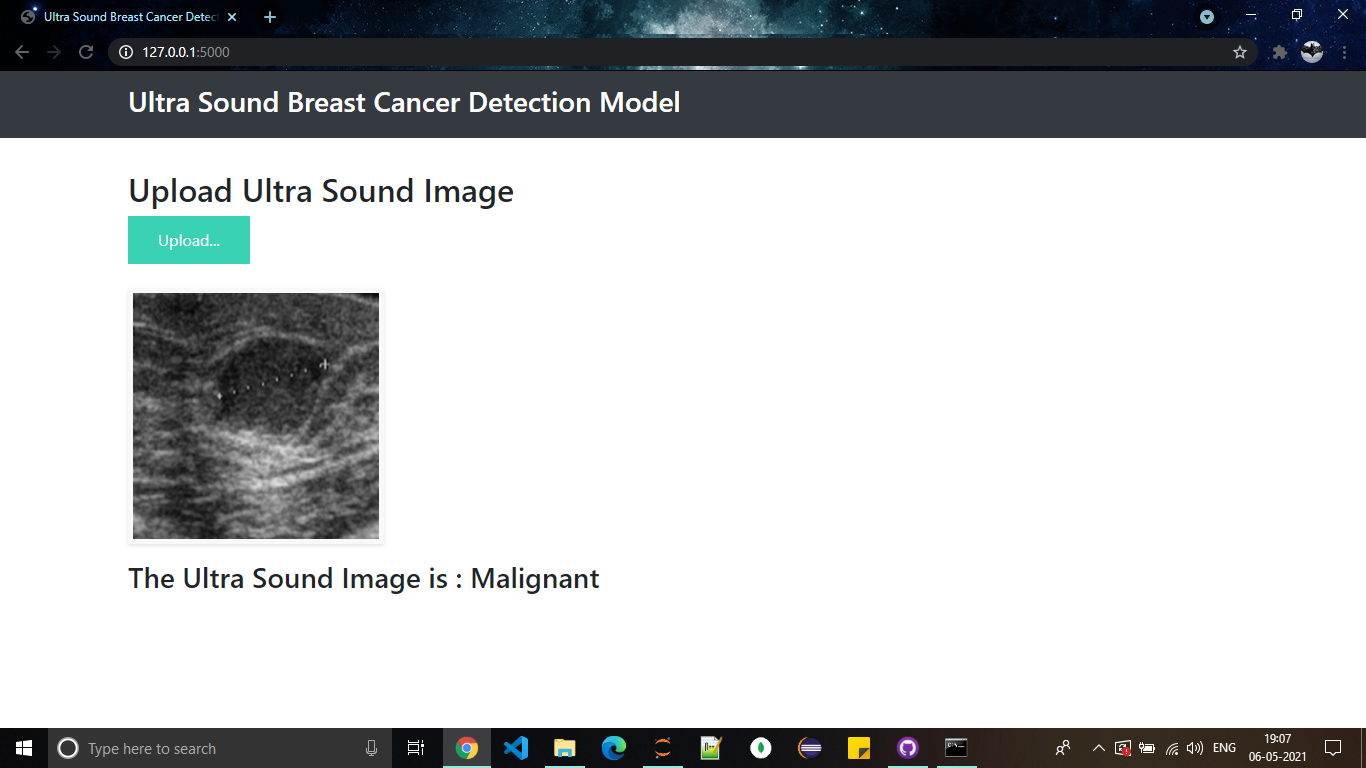 Ultra Sound Breast Cancer Detec
127.0.0.1:5000
Ultra Sound Breast Cancer Detection Model
Upload Ultra Sound Image
Upload...
The Ultra Sound Image is : Malignant
Type here to search
ENG
19:07
06-05-2021